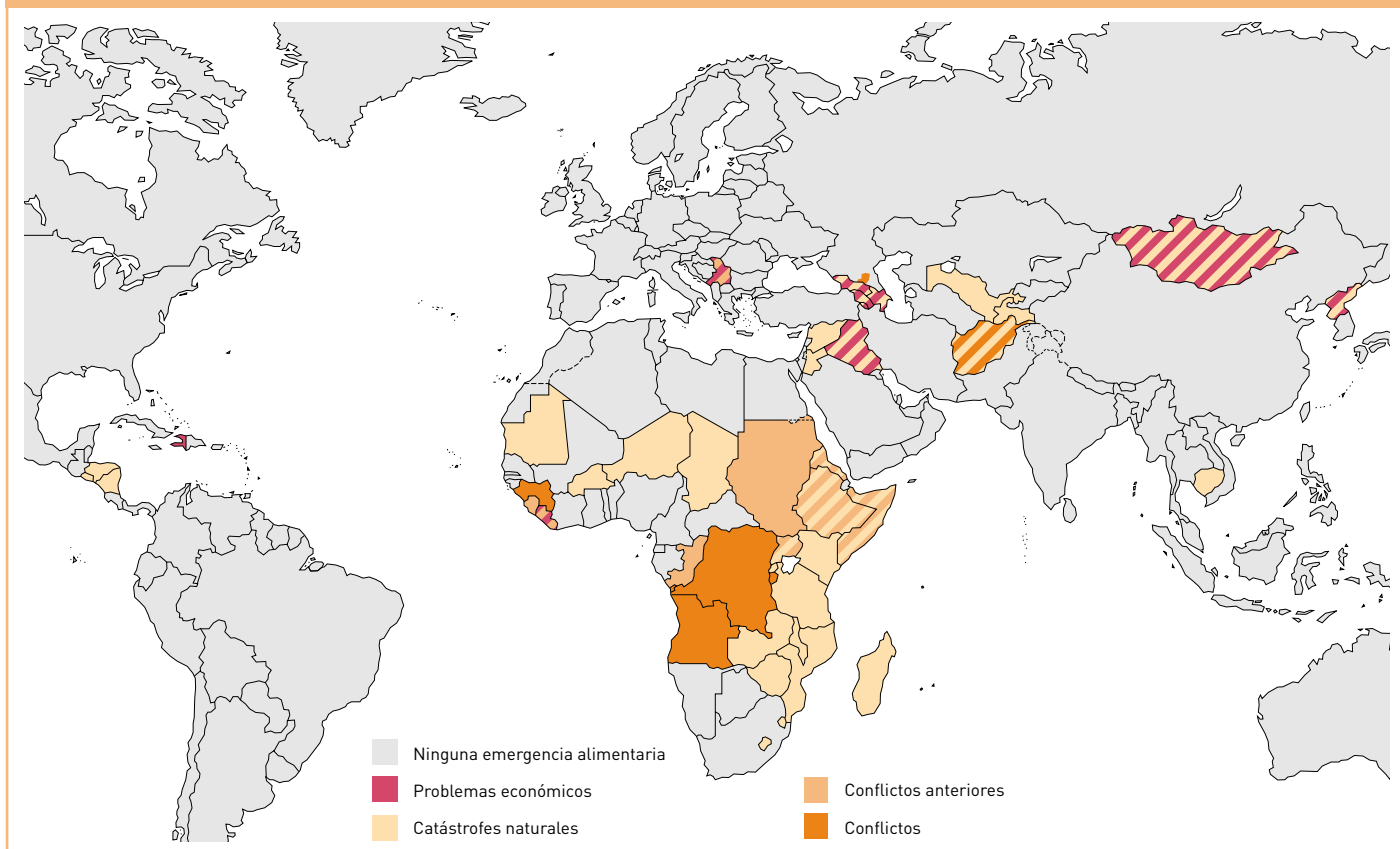 Ninguna emergencia alimentaria
Problemas económicos
Catástrofes naturales
Conflictos anteriores
Conflictos